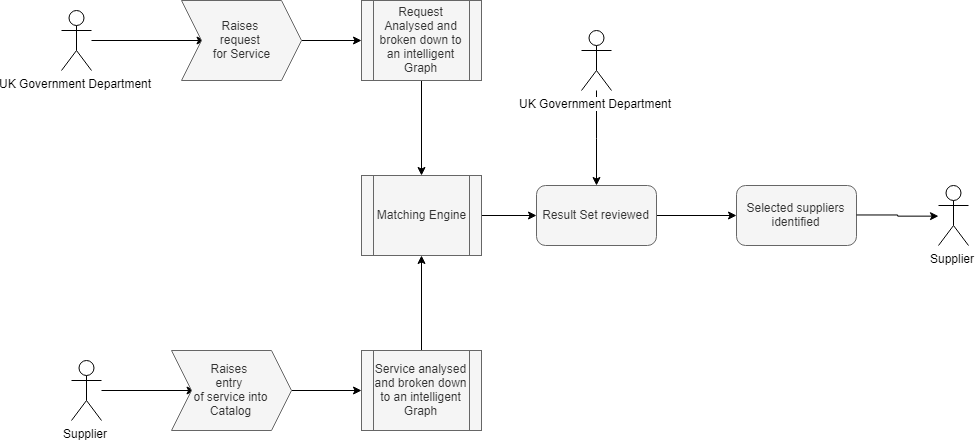 UK Government Department
Raises
request
for Service
Request
Analysed and
broken down to
an intelligent
Graph
UK Government Department
Matching Engine
Result Set reviewed
Selected suppliers
identified
Supplier
Supplier
Raises
entry
of service into
Catalog
Service analysed
and broken down
to an intelligent
Graph